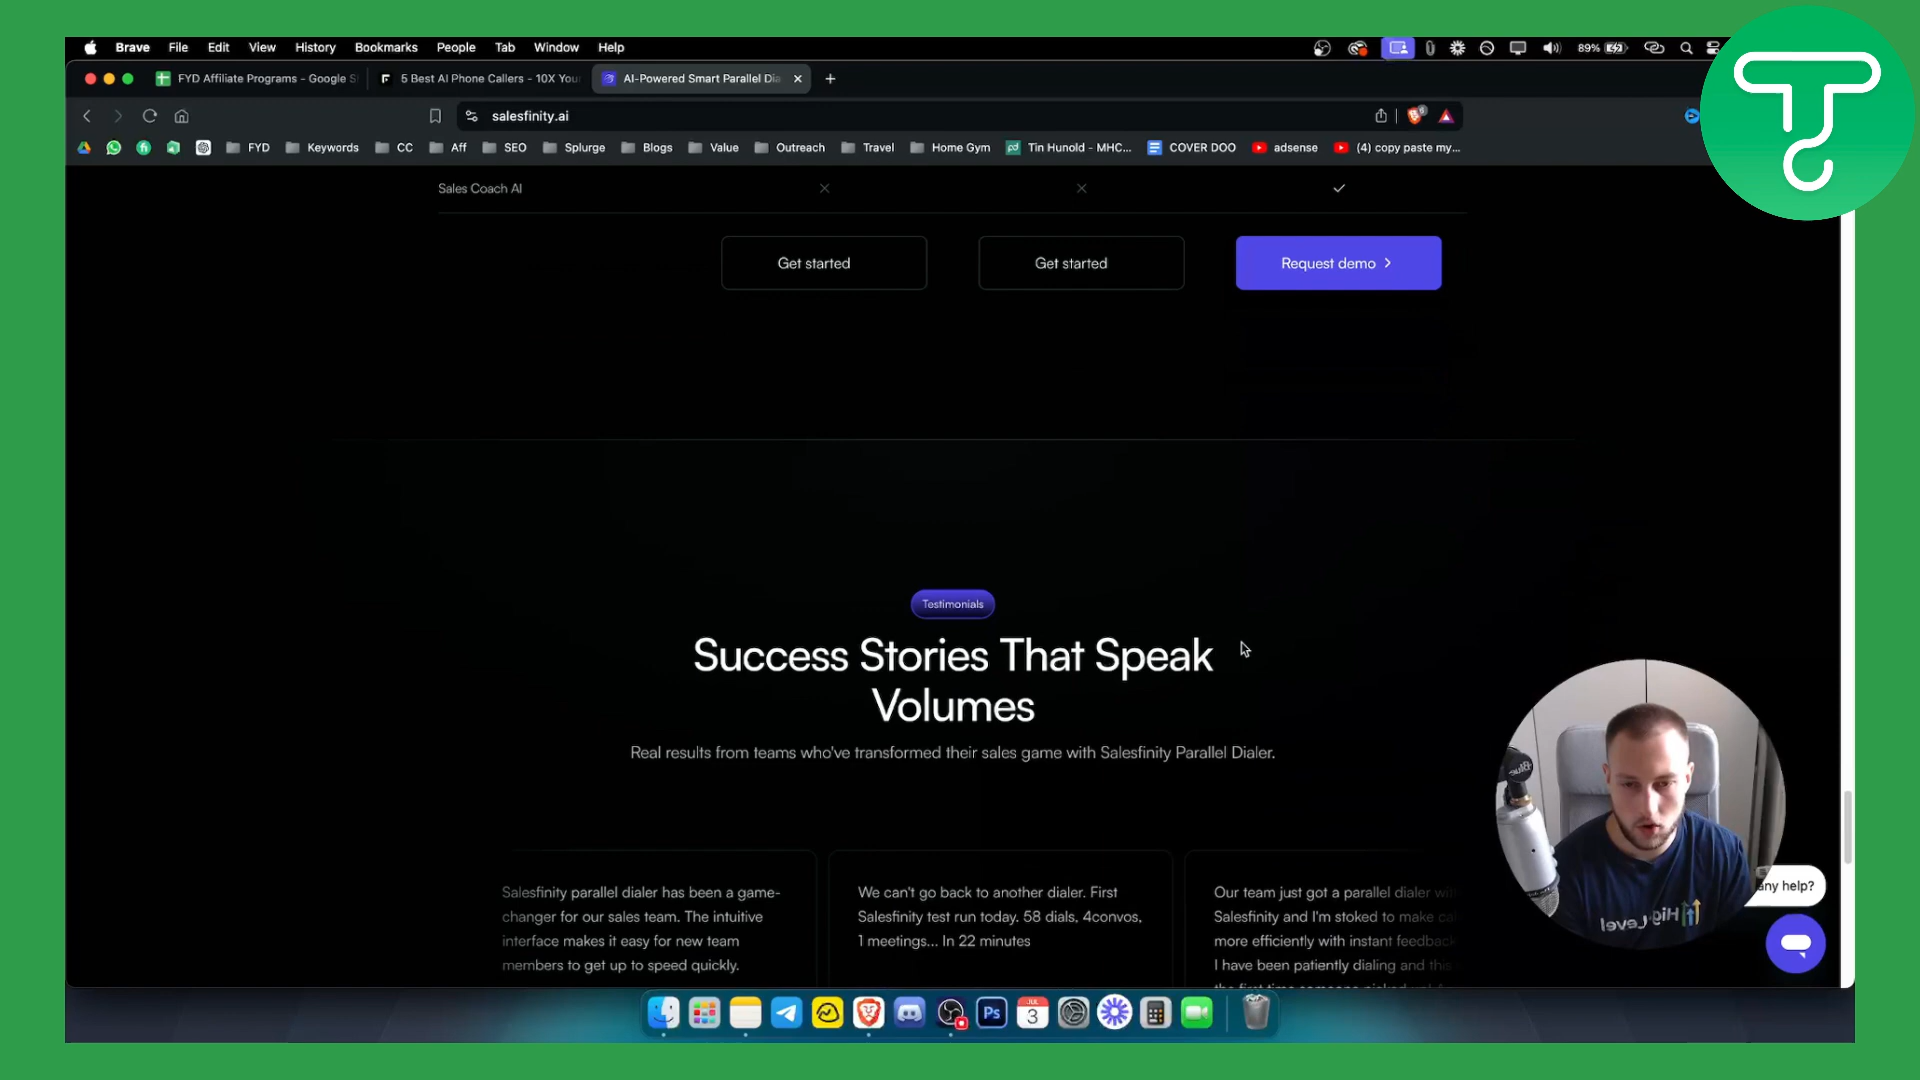 Brave File Edit View History Bookmarks People Tab Window Help
89%
FYD Affiliate Programs - Google S
5 Best AI Phone Callers - 10X You
AI-Powered Smart Parallel Dia
salesfinity.ai
FYD Keywords CC Aff SEO Splurge Blogs Value Outreach Travel Home Gym Tin Hunold - MHC... COVER DOO adsense (4) copy paste my...
Sales Coach AI
Get started
Get started
Request demo
Testimonials
Success Stories That Speak
Volumes
Real results from teams who've transformed their sales game with Salesfinity Parallel Dialer.
Salesfinity parallel dialer has been a game-
changer for our sales team. The intuitive
interface makes it easy for new team
members to get up to speed quickly.
We can't go back to another dialer. First
Salesfinity test run today. 58 dials, 4convos,
1 meetings... In 22 minutes
Our team just got a parallel dialer with
Salesfinity and I'm stoked to make
more efficiently with instant feedback
I have been patiently dialing and this
any help?
Blue
HighLevel
Ps
JUL
3